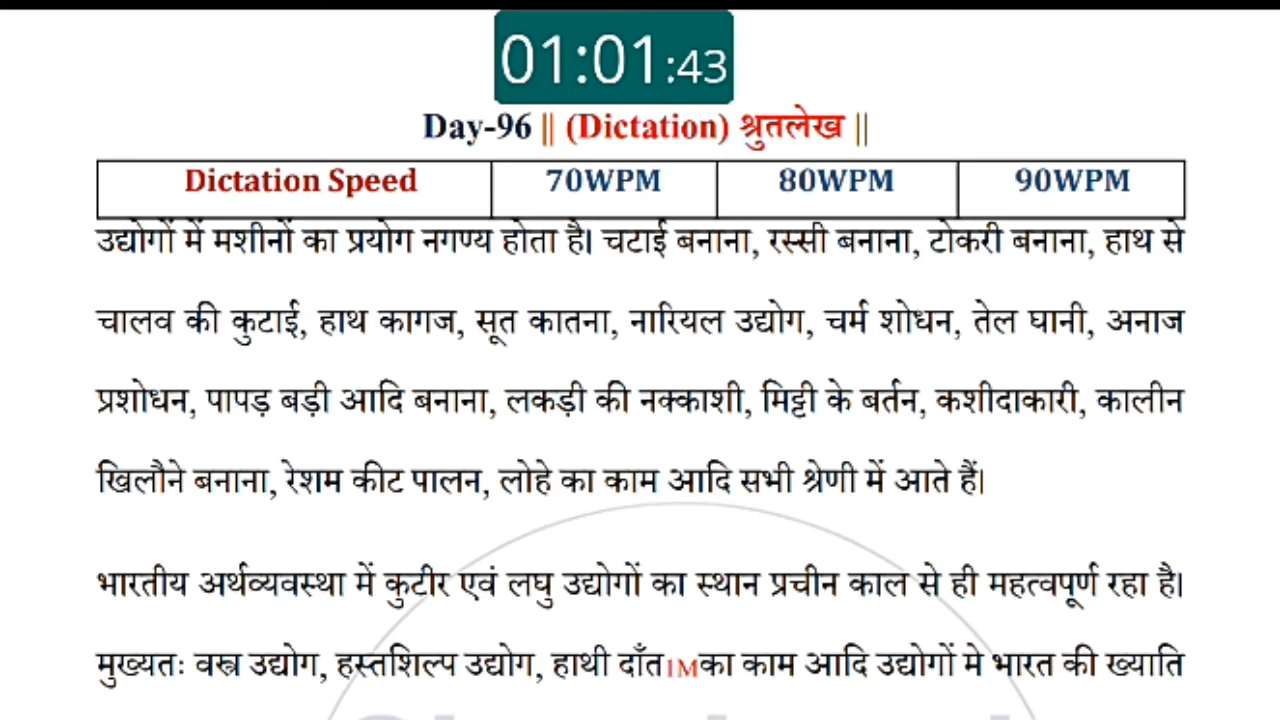 01:01:43
Day-96 || (Dictation) श्रुतलेख ||
Dictation Speed 70WPM 80WPM 90WPM
उद्योगों में मशीनों का प्रयोग नगण्य होता है। चटाई बनाना, रस्सी बनाना, टोकरी बनाना, हाथ से
चालव की कुटाई, हाथ कागज, सूत कातना, नारियल उद्योग, चर्म शोधन, तेल घानी, अनाज
प्रशोधन, पापड़ बड़ी आदि बनाना, लकड़ी की नक्काशी, मिट्टी के बर्तन, कशीदाकारी, कालीन
खिलौने बनाना, रेशम कीट पालन, लोहे का काम आदि सभी श्रेणी में आते हैं।
भारतीय अर्थव्यवस्था में कुटीर एवं लघु उद्योगों का स्थान प्रचीन काल से ही महत्वपूर्ण रहा है।
मुख्यतः वस्त्र उद्योग, हस्तशिल्प उद्योग, हाथी दाँत1Mका काम आदि उद्योगों मे भारत की ख्याति